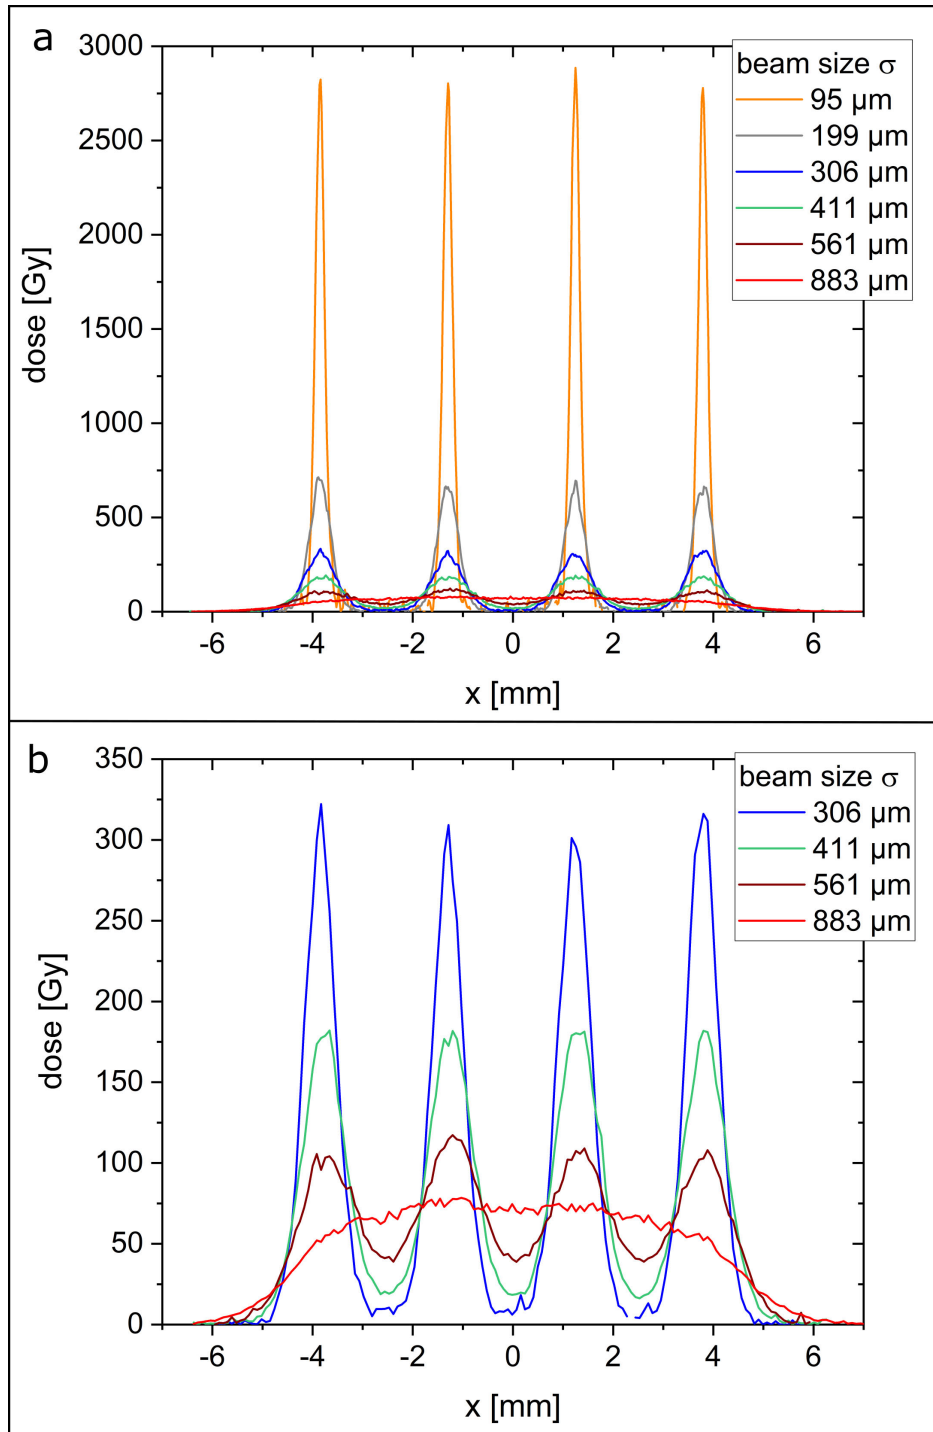 a
3000
2500
2000
1500
1000
500
0
dose [Gy]
-6 -4 -2 0 2 4 6
x [mm]
beam size σ
95 µm
199 µm
306 µm
411 µm
561 µm
883 µm
b
350
300
250
200
150
100
50
0
dose [Gy]
-6 -4 -2 0 2 4 6
x [mm]
beam size σ
306 µm
411 µm
561 µm
883 µm